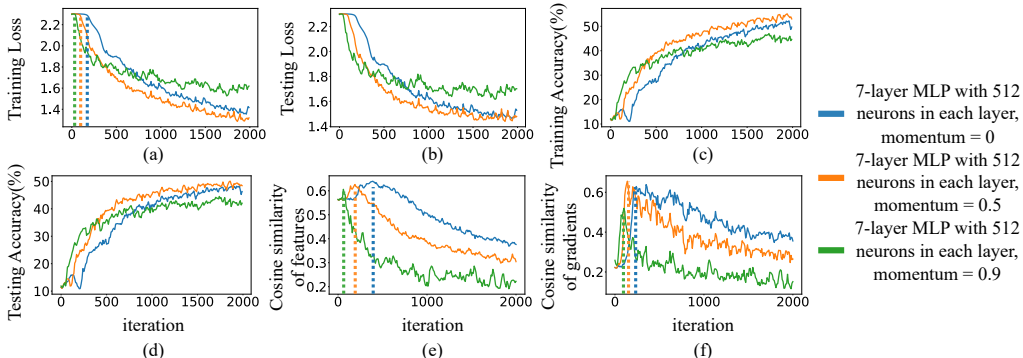 Training Loss
2.2
2.0
1.8
1.6
1.4
0
500
1000
1500
2000
(a)
Testing Loss
2.2
2.0
1.8
1.6
1.4
0
500
1000
1500
2000
(b)
Training Accuracy(%)
50
40
30
20
10
0
500
1000
1500
2000
(c)
7-layer MLP with 512
neurons in each layer,
momentum = 0
7-layer MLP with 512
neurons in each layer,
momentum = 0.5
7-layer MLP with 512
neurons in each layer,
momentum = 0.9
Testing Accuracy(%)
50
40
30
20
10
0
500
1000
1500
2000
iteration
(d)
Cosine similarity
of features
0.6
0.5
0.4
0.3
0.2
0
1000
2000
iteration
(e)
Cosine similarity
of gradients
0.6
0.4
0.2
0
1000
2000
iteration
(f)